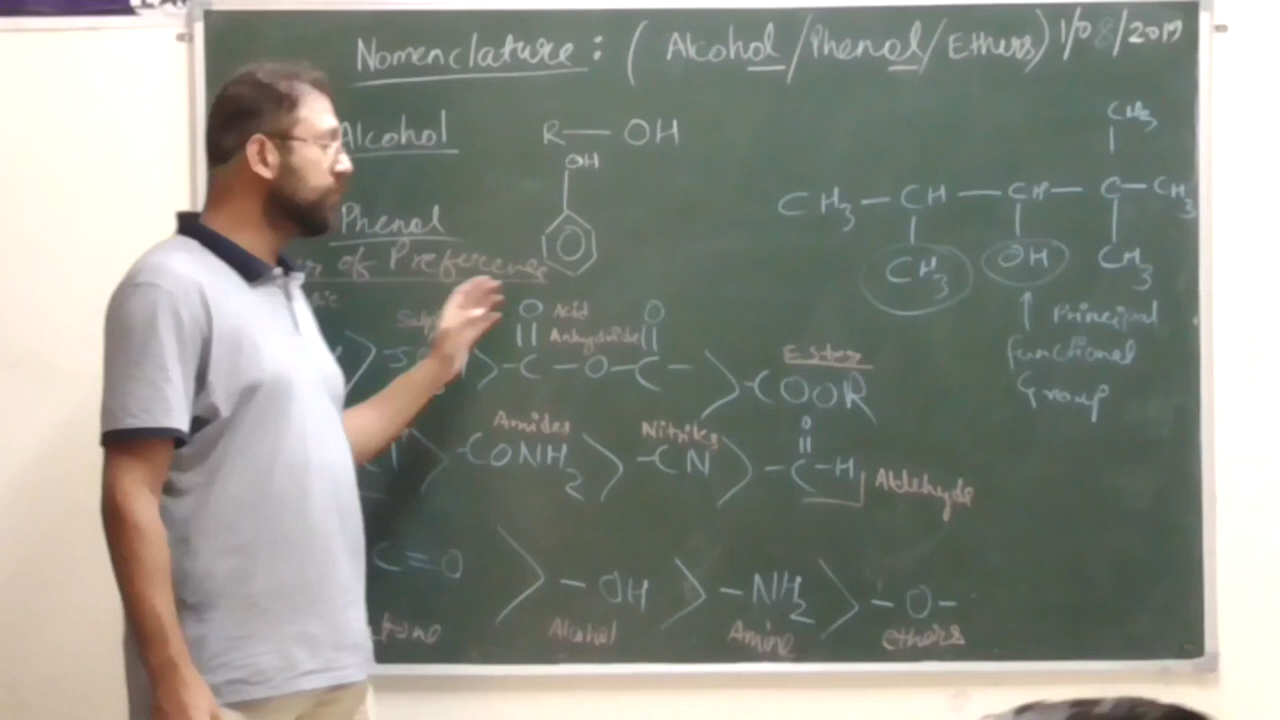 Nomenclature: ( Alcohol / Phenol / Ethers) 1/08/2019
Alcohol R — OH
OH
Phenol
of Preference
CH3
CH3 — CH — CH — C — CH3
CH3 OH CH3
↑ Principal
functional
Group
O Acid O
|| Anhydride ||
> - C - O - C - > - COOR
Ester
Amides Nitriles O
||
> - CONH2 > - CN > - C - H Aldehyde
C = O > - OH > - NH2 > - O -
Alcohol Amine ethers